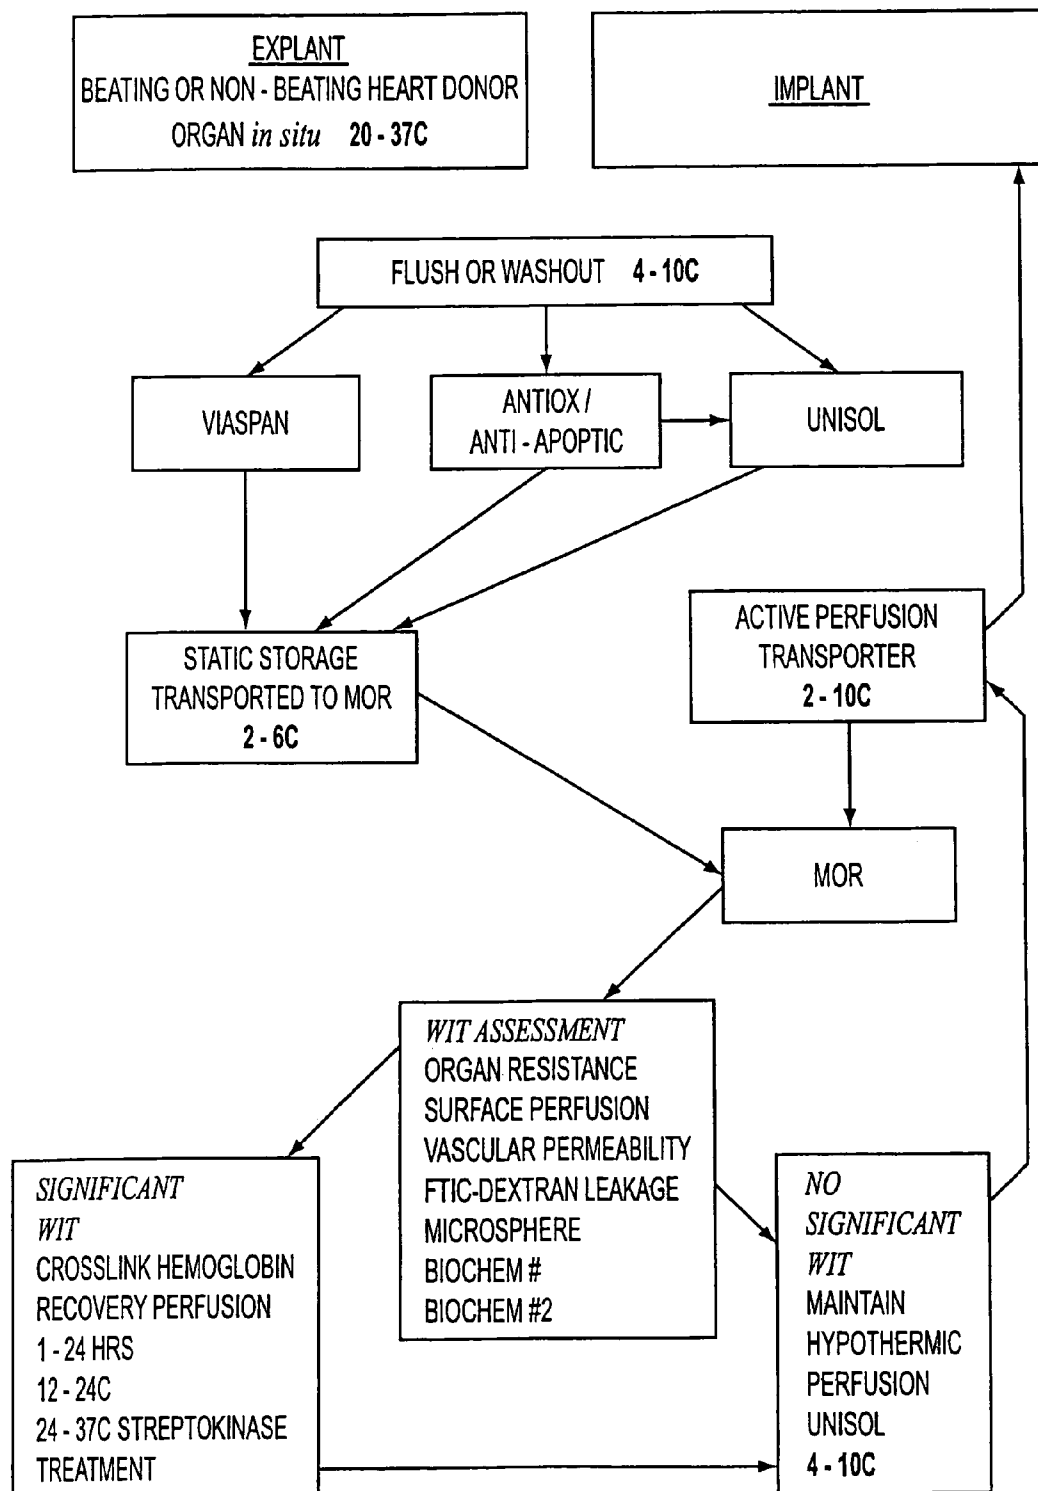 EXPLANT
BEATING OR NON - BEATING HEART DONOR
ORGAN in situ 20 - 37C
IMPLANT
FLUSH OR WASHOUT 4 - 10C
VIASPAN
ANTIOX /
ANTI - APOPTIC
UNISOL
STATIC STORAGE
TRANSPORTED TO MOR
2 - 6C
ACTIVE PERFUSION
TRANSPORTER
2 - 10C
MOR
WIT ASSESSMENT
ORGAN RESISTANCE
SURFACE PERFUSION
VASCULAR PERMEABILITY
FTIC-DEXTRAN LEAKAGE
MICROSPHERE
BIOCHEM #
BIOCHEM #2
SIGNIFICANT
WIT
CROSSLINK HEMOGLOBIN
RECOVERY PERFUSION
1 - 24 HRS
12 - 24C
24 - 37C STREPTOKINASE
TREATMENT
NO
SIGNIFICANT
WIT
MAINTAIN
HYPOTHERMIC
PERFUSION
UNISOL
4 - 10C